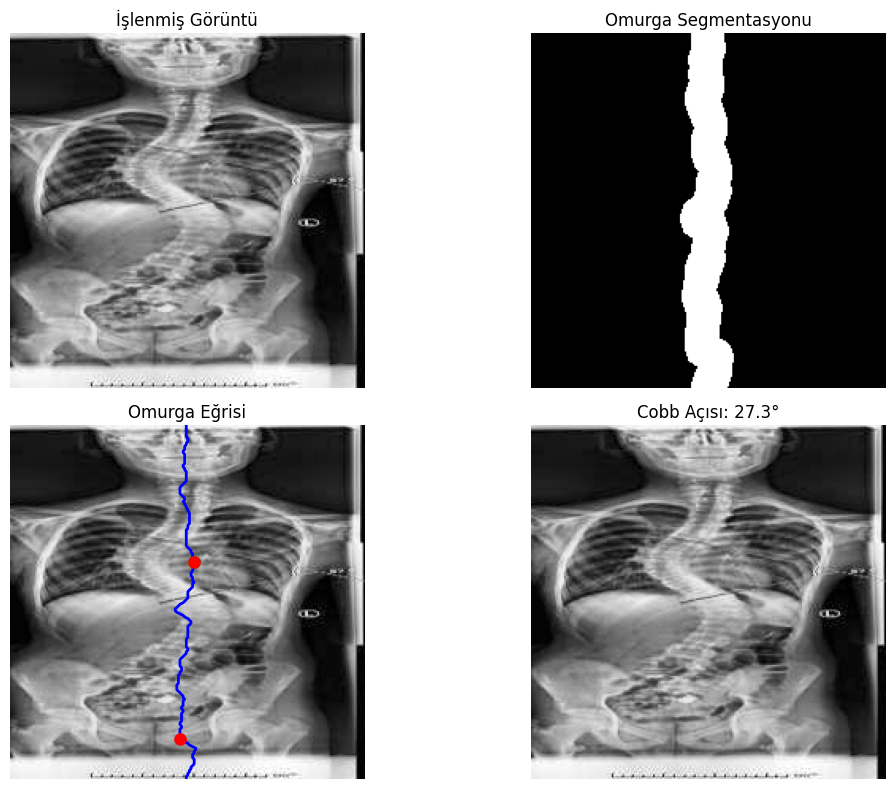 İşlenmiş Görüntü
Omurga Segmentasyonu
L
Omurga Eğrisi
Cobb Açısı: 27.3°
L
L